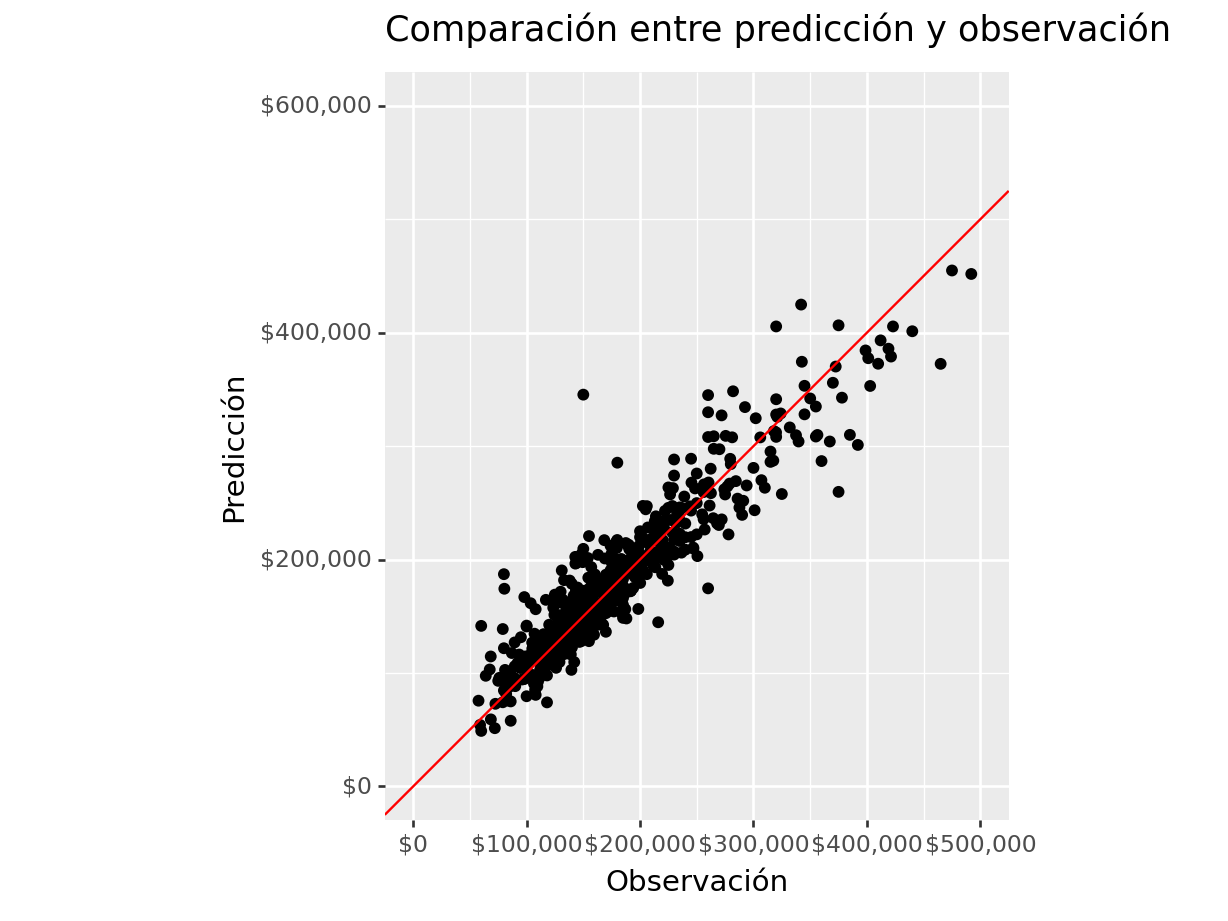 Comparación entre predicción y observación
$600,000
$400,000
$200,000
$0
Predicción
$0 $100,000 $200,000 $300,000 $400,000 $500,000
Observación